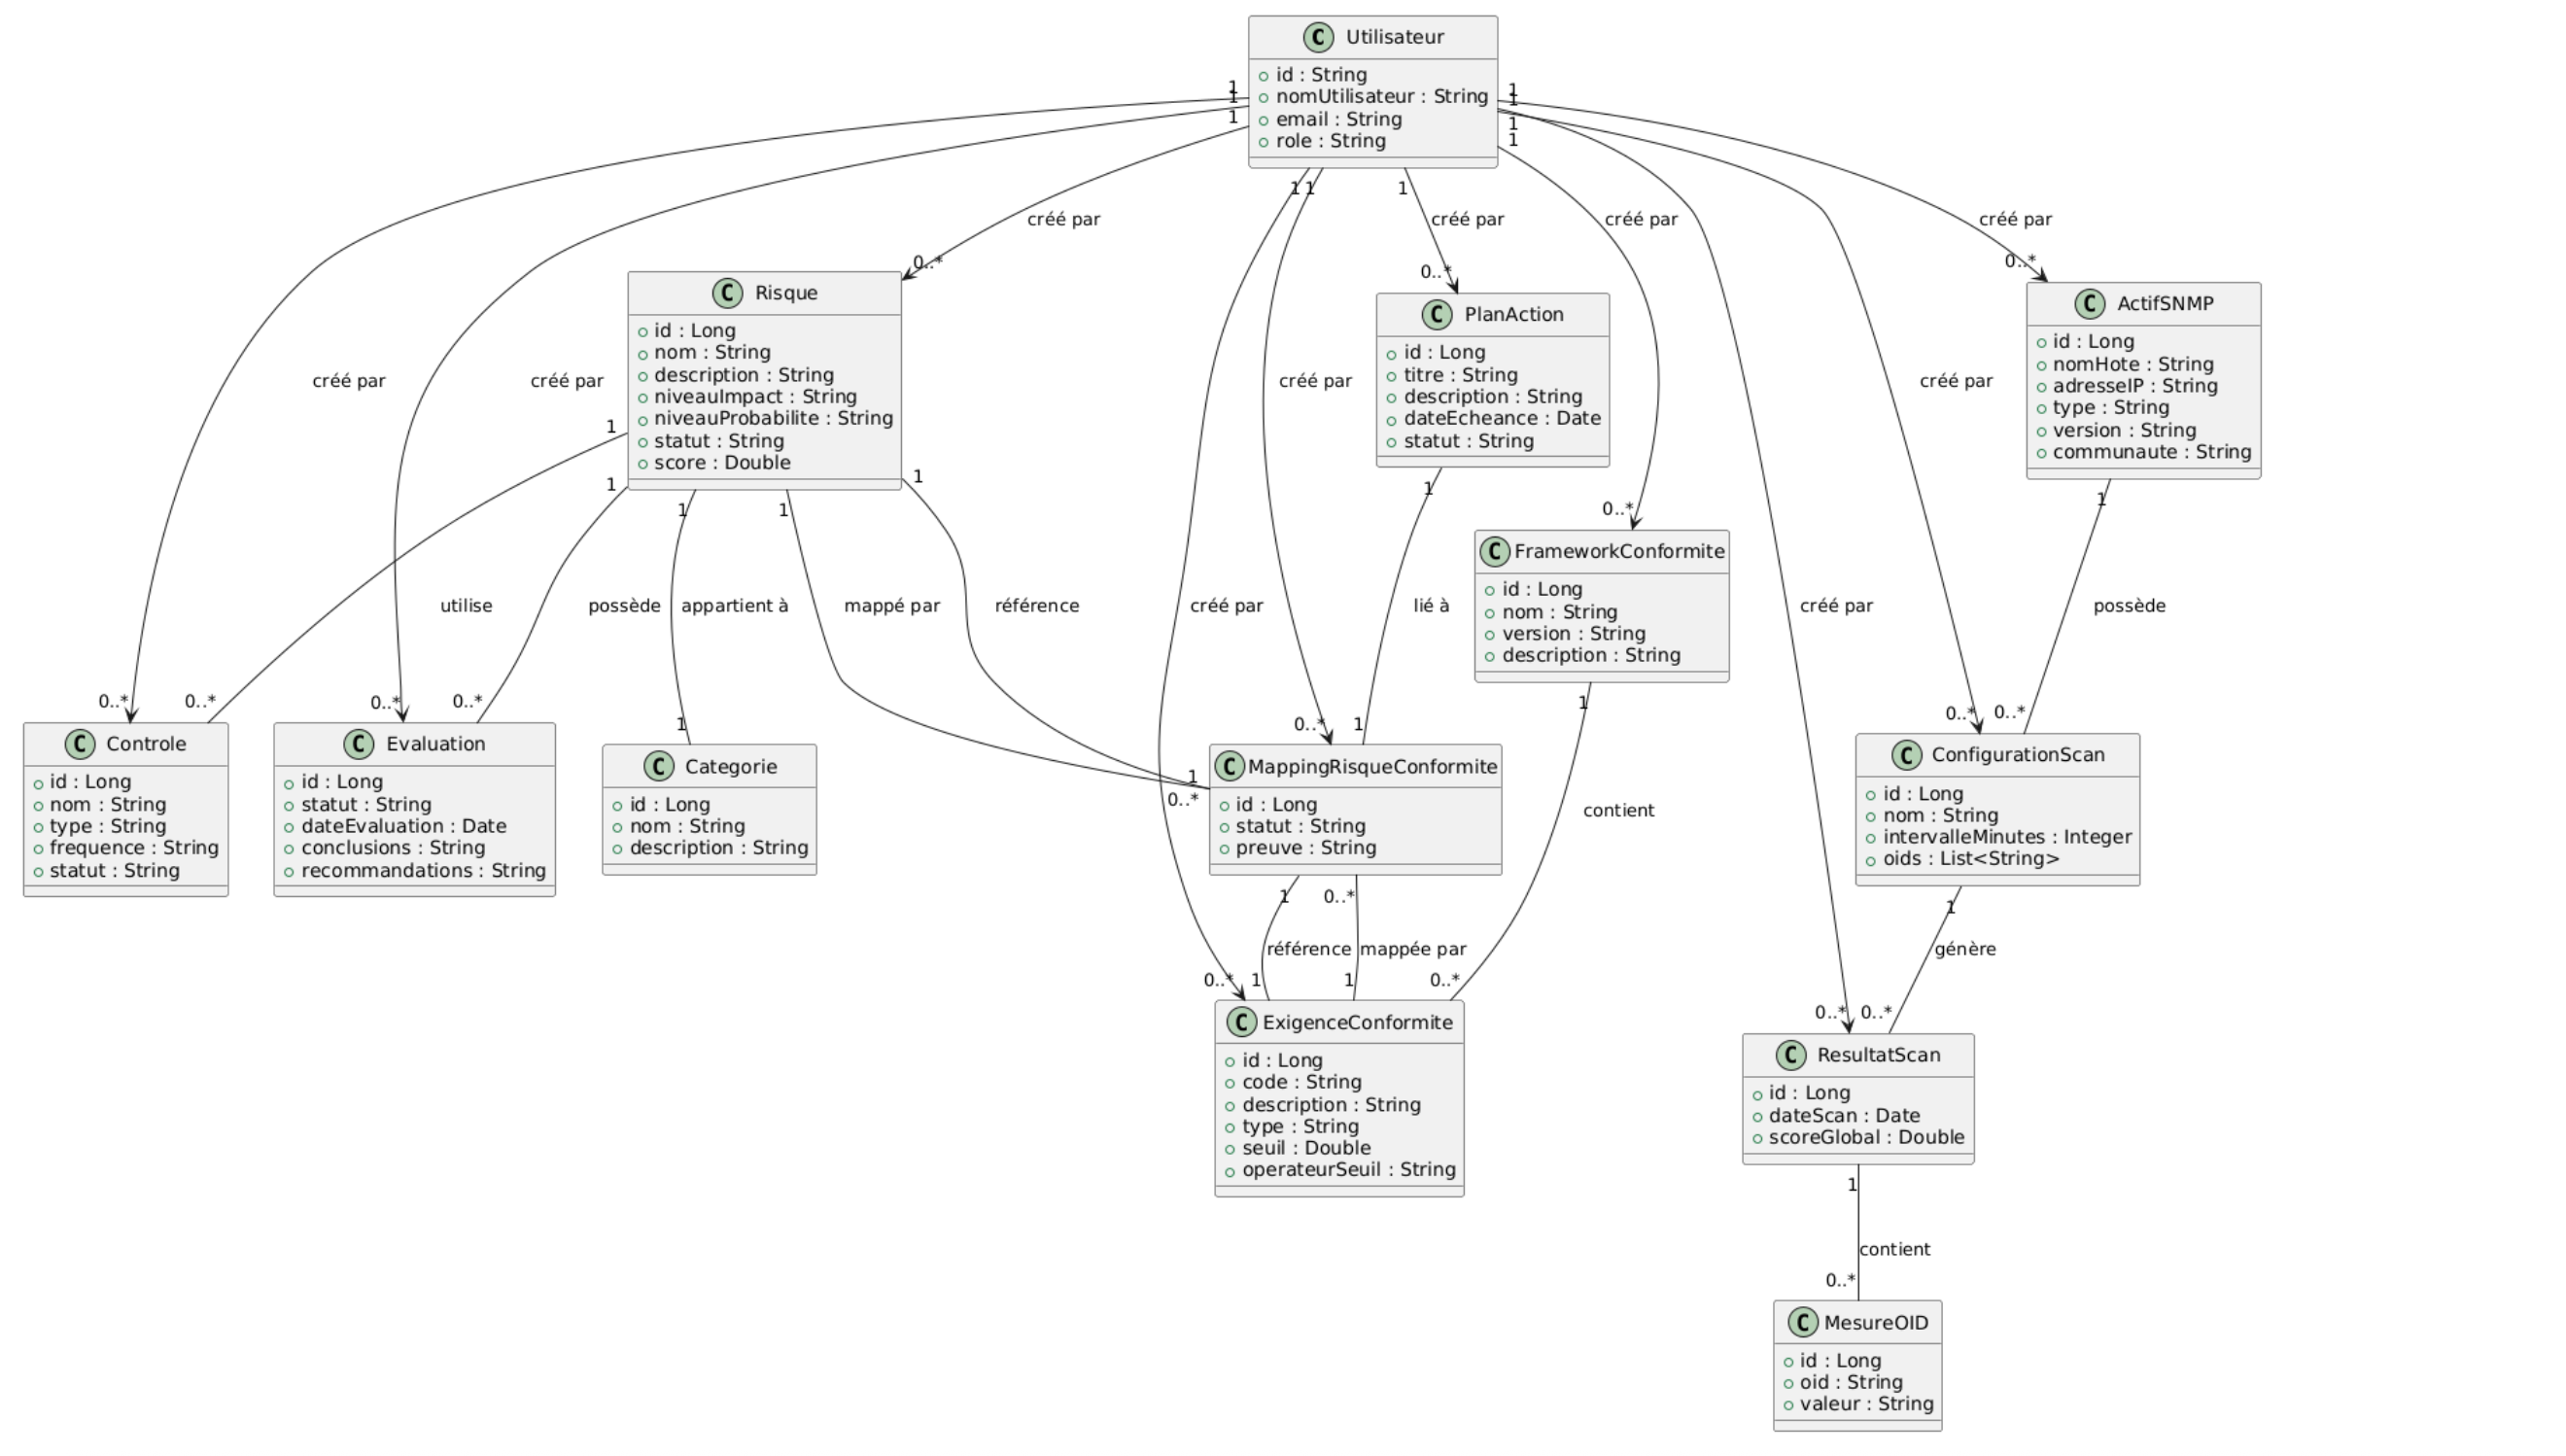 C Utilisateur
id : String
nomUtilisateur : String
email : String
role : String
1
1
1
1
1
1
1
1
1
1
créé par
créé par
créé par
créé par
0..*
0..*
0..*
C Risque
id : Long
nom : String
description : String
niveauImpact : String
niveauProbabilite : String
statut : String
score : Double
C PlanAction
id : Long
titre : String
description : String
dateEcheance : Date
statut : String
C ActifSNMP
id : Long
nomHote : String
adresseIP : String
type : String
version : String
communaute : String
créé par
créé par
créé par
créé par
1
1
1
1
1
1
1
0..*
C FrameworkConformite
id : Long
nom : String
version : String
description : String
utilise
possède
appartient à
mappé par
référence
créé par
lié à
créé par
possède
0..*
0..*
0..*
0..*
1
0..*
1
1
0..*
0..*
C Controle
id : Long
nom : String
type : String
frequence : String
statut : String
C Evaluation
id : Long
statut : String
dateEvaluation : Date
conclusions : String
recommandations : String
C Categorie
id : Long
nom : String
description : String
1
0..*
C MappingRisqueConformite
id : Long
statut : String
preuve : String
contient
C ConfigurationScan
id : Long
nom : String
intervalleMinutes : Integer
oids : List<String>
1
0..*
1
référence
mappée par
génère
0..*
1
1
0..*
0..*
0..*
C ExigenceConformite
id : Long
code : String
description : String
type : String
seuil : Double
operateurSeuil : String
C ResultatScan
id : Long
dateScan : Date
scoreGlobal : Double
1
contient
0..*
C MesureOID
id : Long
oid : String
valeur : String